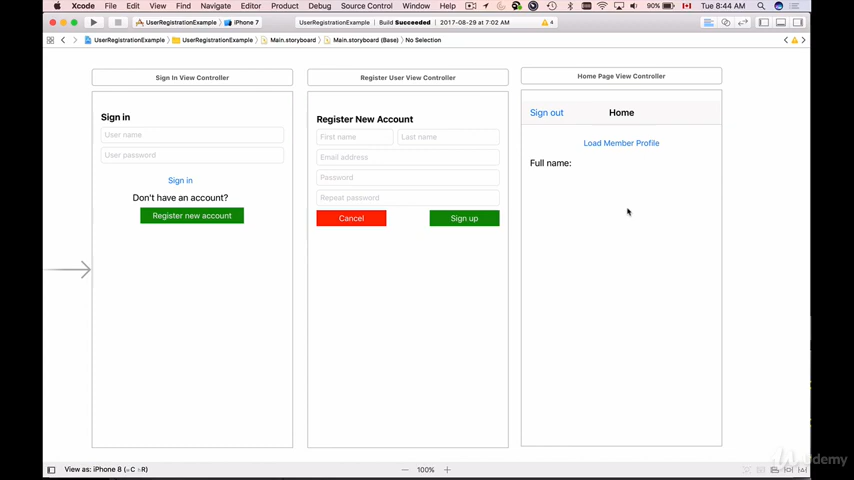 Xcode File Edit View Find Navigate Editor Product Debug Source Control Window Help 90% Tue 8:44 AM
UserRegistrationExample iPhone 7 UserRegistrationExample | Build Succeeded | 2017-08-29 at 7:02 AM 4
UserRegistrationExample UserRegistrationExample Main.storyboard Main.storyboard (Base) No Selection
Sign In View Controller
Sign in
User name
User password
Sign in
Don't have an account?
Register new account
Register User View Controller
Register New Account
First name Last name
Email address
Password
Repeat password
Cancel Sign up
Home Page View Controller
Sign out Home
Load Member Profile
Full name:
View as: iPhone 8 (wC hR) 100%